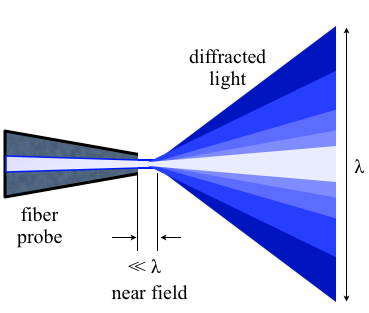 diffracted
light
λ
fiber
probe
≪ λ
near field